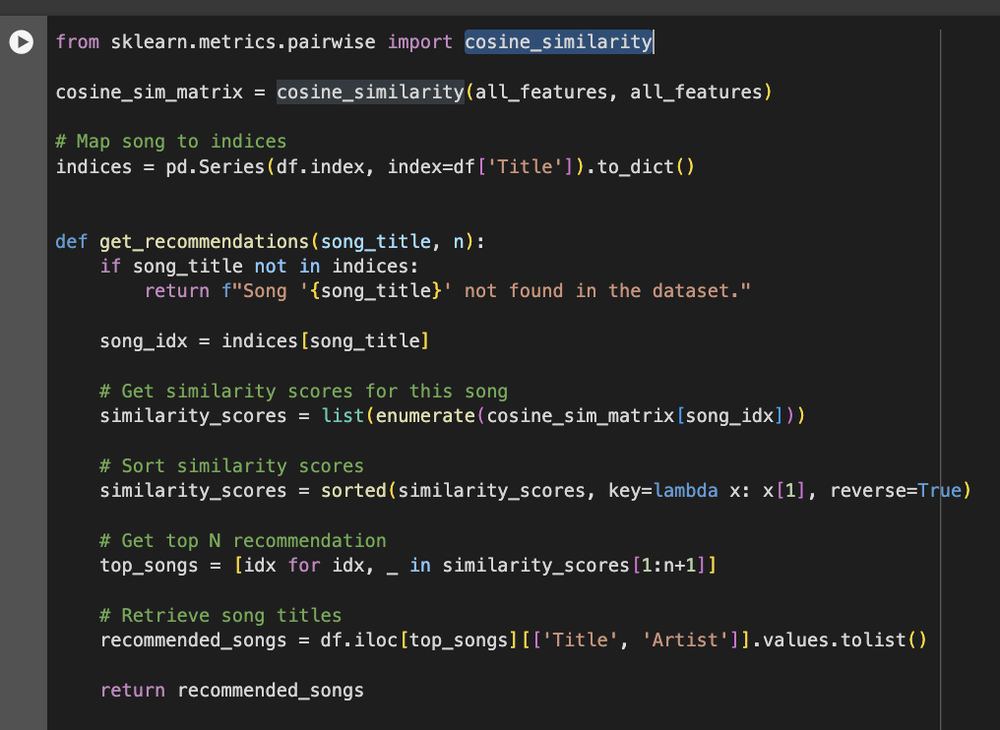 from sklearn.metrics.pairwise import cosine_similarity
cosine_sim_matrix = cosine_similarity(all_features, all_features)
# Map song to indices
indices = pd.Series(df.index, index=df['Title']).to_dict()
def get_recommendations(song_title, n):
    if song_title not in indices:
        return f"Song '{song_title}' not found in the dataset."
    song_idx = indices[song_title]
    # Get similarity scores for this song
    similarity_scores = list(enumerate(cosine_sim_matrix[song_idx]))
    # Sort similarity scores
    similarity_scores = sorted(similarity_scores, key=lambda x: x[1], reverse=True)
    # Get top N recommendation
    top_songs = [idx for idx, _ in similarity_scores[1:n+1]]
    # Retrieve song titles
    recommended_songs = df.iloc[top_songs][['Title', 'Artist']].values.tolist()
    return recommended_songs